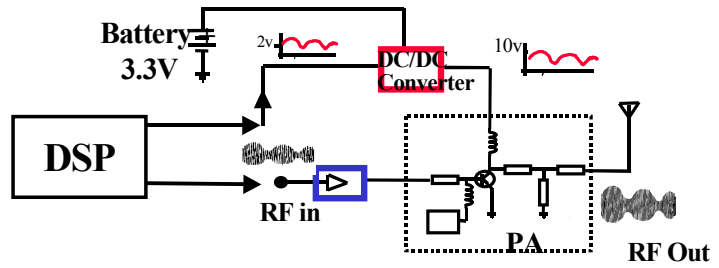 Battery
3.3V
2v
10v
DC/DC
Converter
DSP
RF in
PA
RF Out